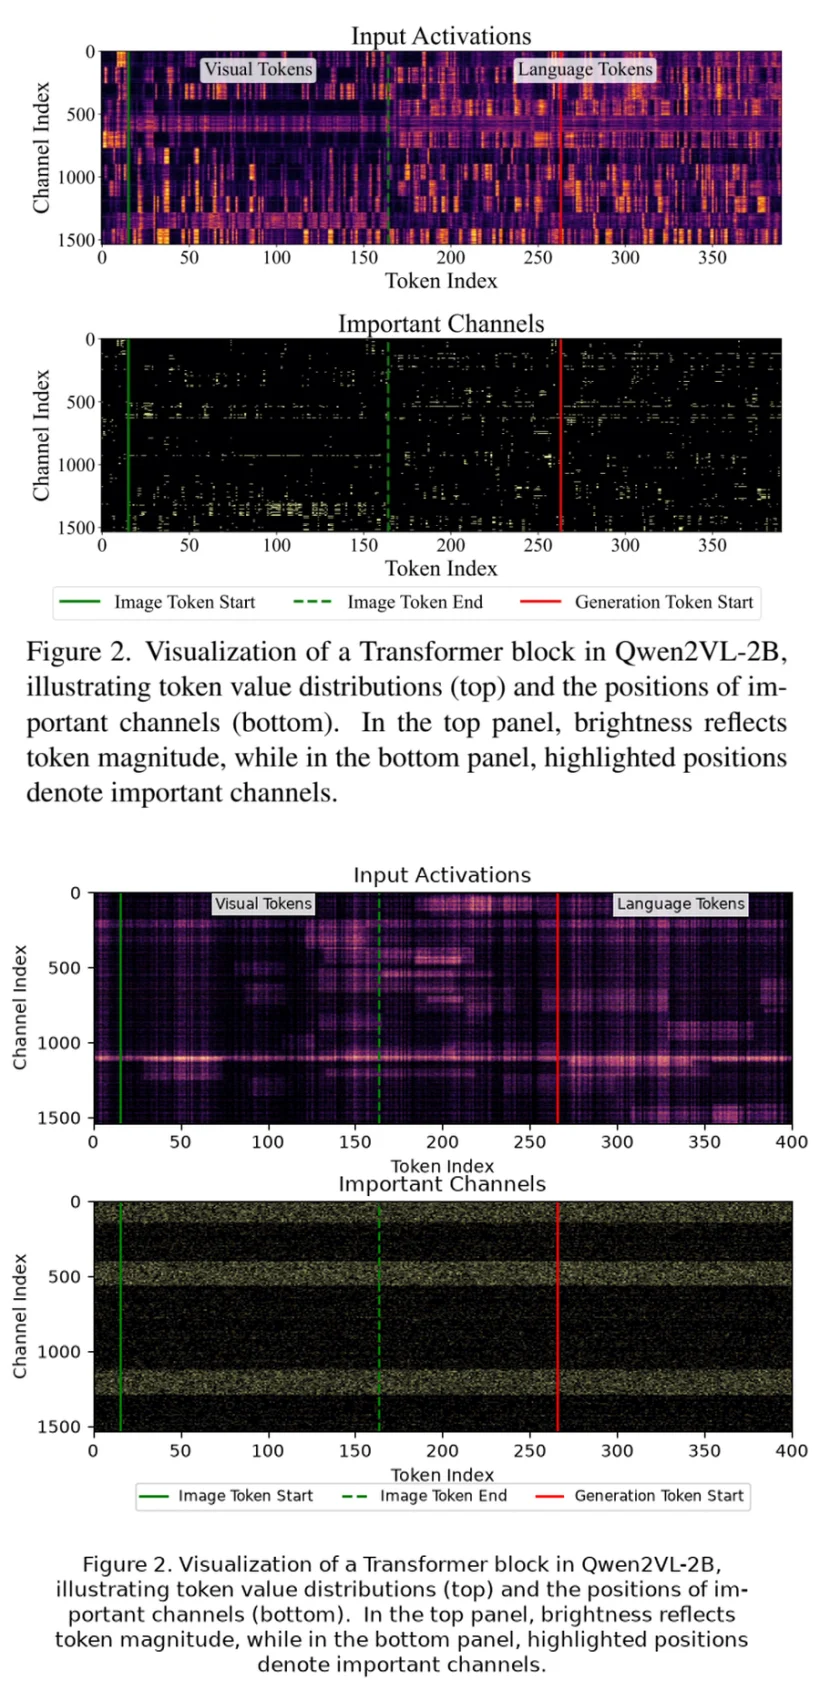 Input Activations
Visual Tokens
Language Tokens
Channel Index
0
500
1000
1500
0 50 100 150 200 250 300 350
Token Index
Important Channels
Channel Index
0
500
1000
1500
0 50 100 150 200 250 300 350
Token Index
Image Token Start Image Token End Generation Token Start
Figure 2. Visualization of a Transformer block in Qwen2VL-2B,
illustrating token value distributions (top) and the positions of im-
portant channels (bottom). In the top panel, brightness reflects
token magnitude, while in the bottom panel, highlighted positions
denote important channels.
Input Activations
Visual Tokens
Language Tokens
Channel Index
0
500
1000
1500
0 50 100 150 200 250 300 350 400
Token Index
Important Channels
Channel Index
0
500
1000
1500
0 50 100 150 200 250 300 350 400
Token Index
Image Token Start Image Token End Generation Token Start
Figure 2. Visualization of a Transformer block in Qwen2VL-2B,
illustrating token value distributions (top) and the positions of im-
portant channels (bottom). In the top panel, brightness reflects
token magnitude, while in the bottom panel, highlighted positions
denote important channels.